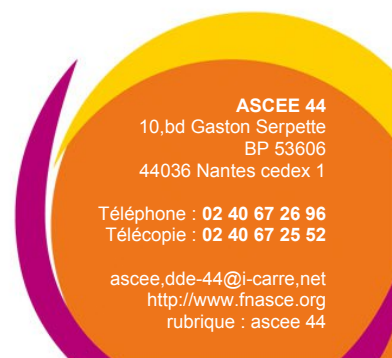 ASCEE 44
10,bd Gaston Serpette
BP 53606
44036 Nantes cedex 1
Téléphone : 02 40 67 26 96
Télécopie : 02 40 67 25 52
ascee,dde-44@i-carre,net
http://www.fnasce.org
rubrique : ascee 44